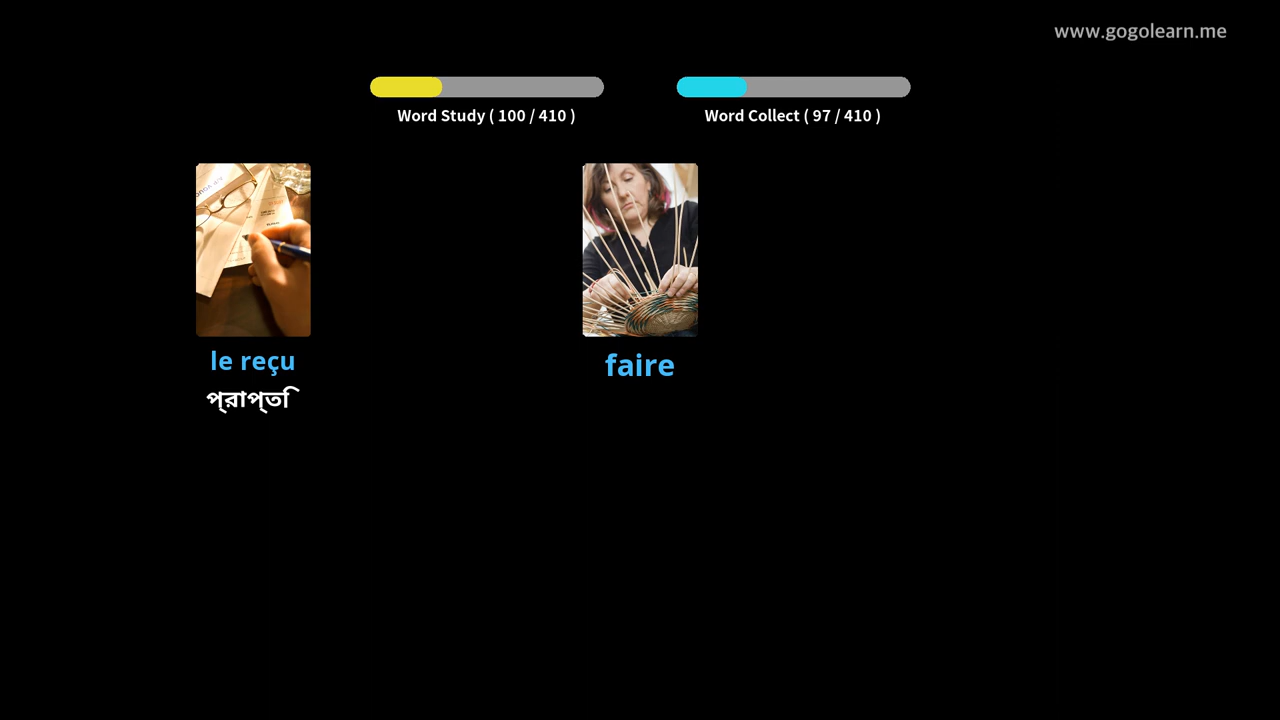 www.gogolearn.me
Word Study ( 100 / 410 )
Word Collect ( 97 / 410 )
le reçu
প্রাপ্তি
faire